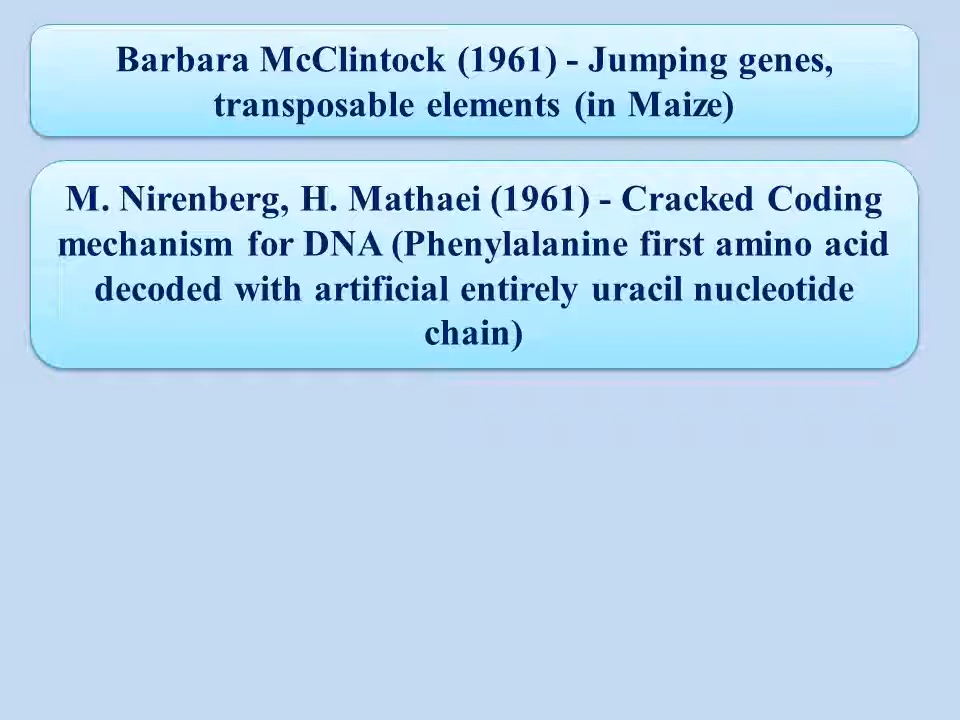 Barbara McClintock (1961) - Jumping genes,
transposable elements (in Maize)
M. Nirenberg, H. Mathaei (1961) - Cracked Coding
mechanism for DNA (Phenylalanine first amino acid
decoded with artificial entirely uracil nucleotide
chain)